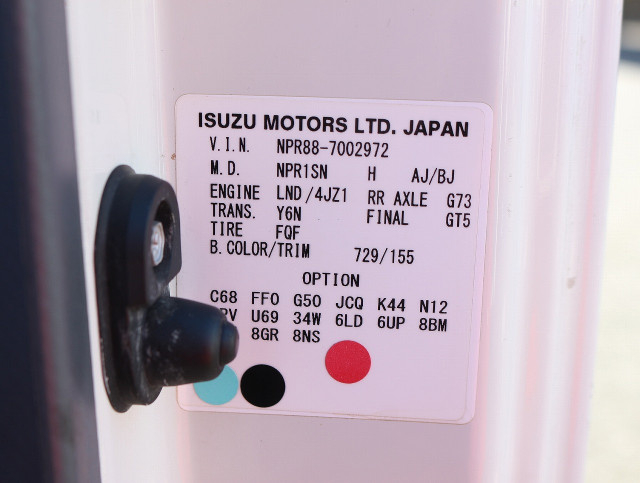 ISUZU MOTORS LTD. JAPAN
V.I.N. NPR88-7002972
M.D. NPR1SN H AJ/BJ
ENGINE LND/4JZ1 RR AXLE G73
TRANS. Y6N FINAL GT5
TIRE FQF
B.COLOR/TRIM 729/155
OPTION
C68 FF0 G50 JCQ K44 N12
U69 34W 6LD 6UP 8BM
8GR 8NS